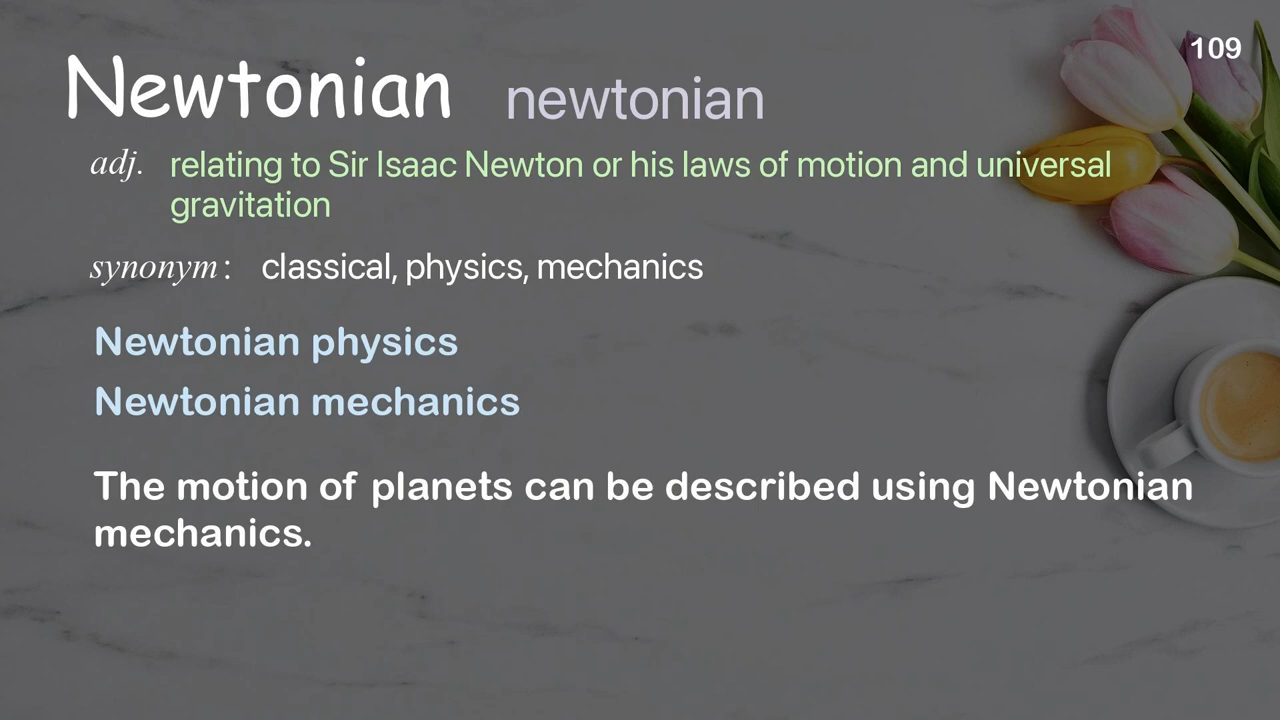 109
Newtonian newtonian
adj. relating to Sir Isaac Newton or his laws of motion and universal
gravitation
synonym: classical, physics, mechanics
Newtonian physics
Newtonian mechanics
The motion of planets can be described using Newtonian
mechanics.